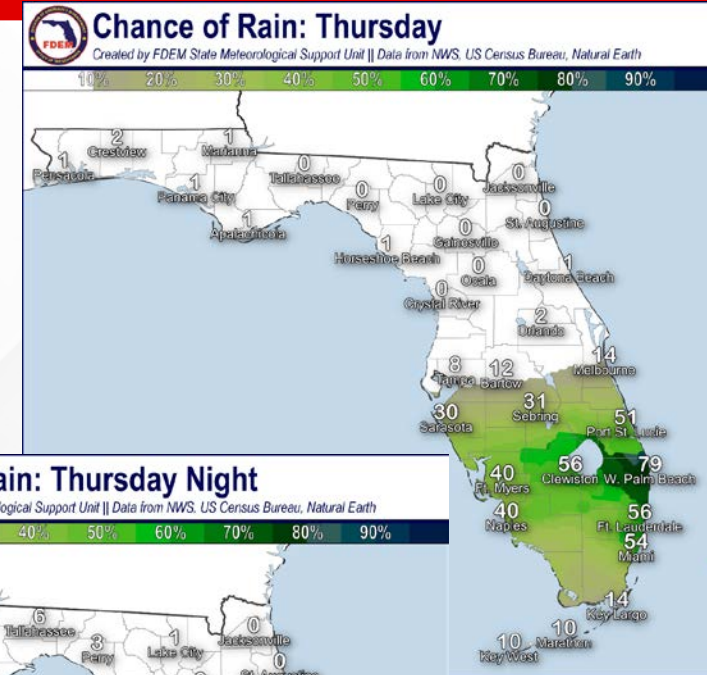 FDEM
Chance of Rain: Thursday
Created by FDEM State Meteorological Support Unit || Data from NWS, US Census Bureau, Natural Earth
10% 20% 30% 40% 50% 60% 70% 80% 90%
2
Crestview
1
Marianna
1
Pensacola
0
Tallahassee
0
Jacksonville
1
Panama City
0
Perry
0
Lake City
0
St. Augustine
1
Apalachicola
0
Gainesville
1
Horseshoe Beach
0
Ocala
1
Daytona Beach
0
Crystal River
2
Orlando
14
Melbourne
8
Tampa
12
Bartow
30
Sarasota
31
Sebring
51
Port St. Lucie
40
Ft. Myers
56
Clewiston
79
W. Palm Beach
40
Naples
56
Ft. Lauderdale
54
Miami
14
Key Largo
10
Marathon
10
Key West
ain: Thursday Night
logical Support Unit || Data from NWS, US Census Bureau, Natural Earth
40% 50% 60% 70% 80% 90%
6
Tallahassee
3
Perry
1
Lake City
0
Jacksonville
0